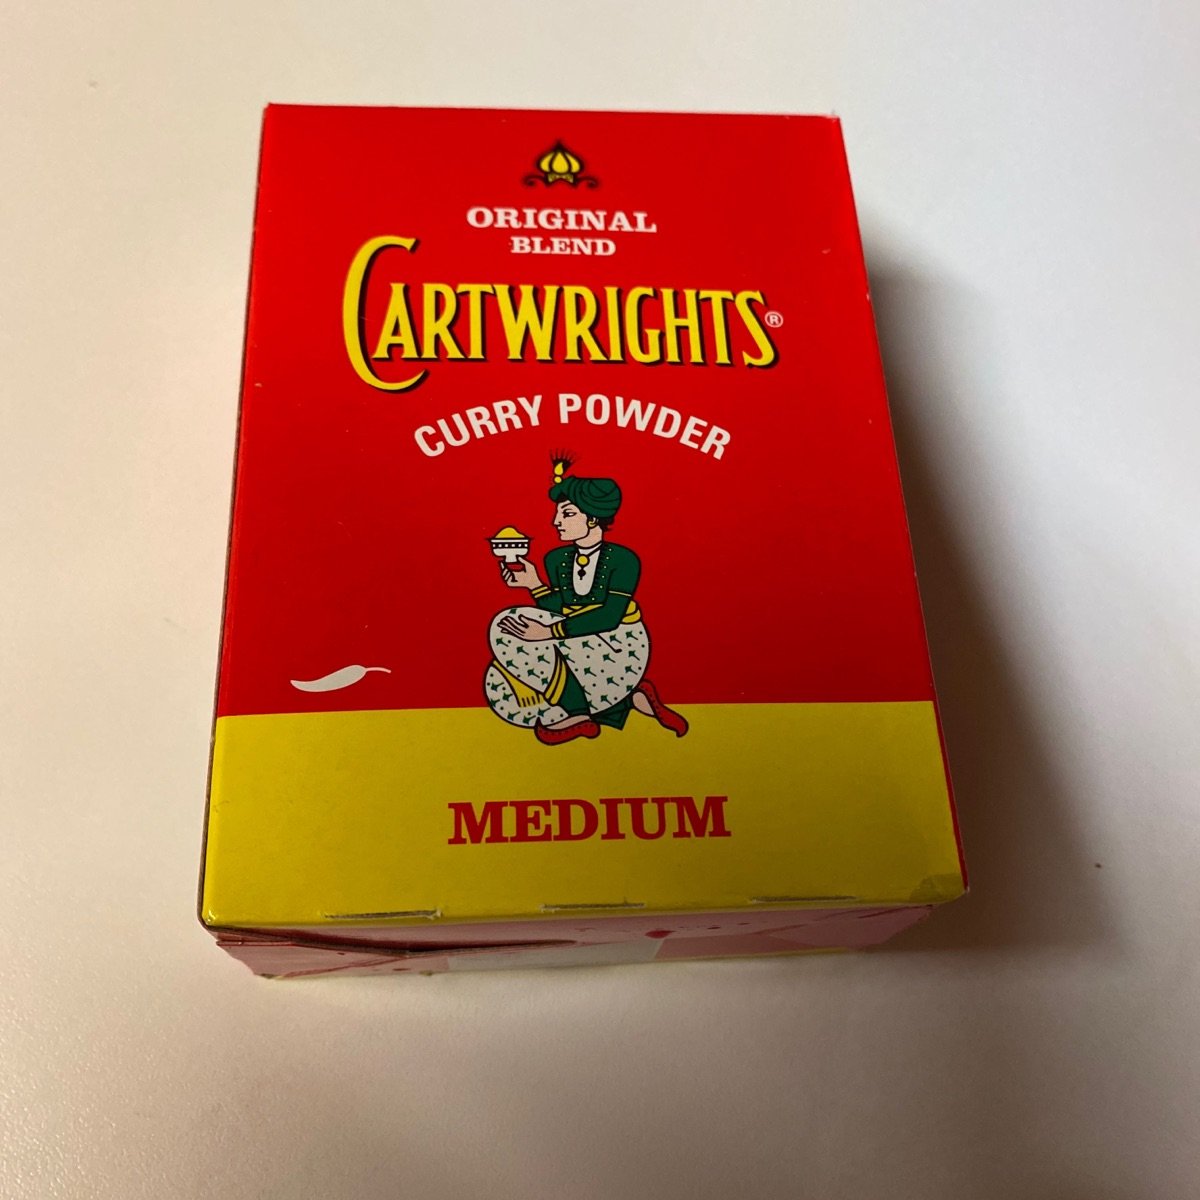 ORIGINAL
BLEND
CARTWRIGHTS®
CURRY POWDER
MEDIUM